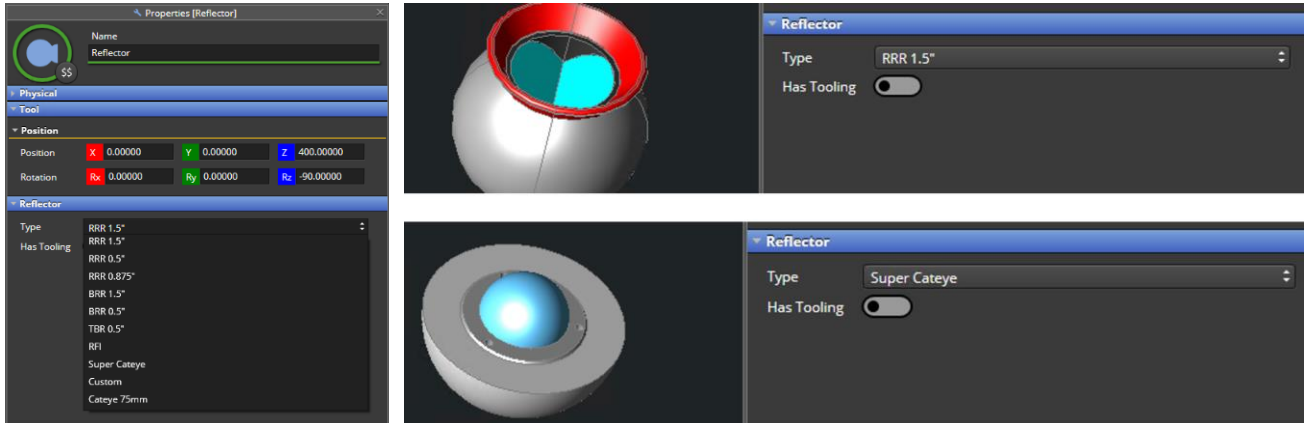 Properties [Reflector]
Name
Reflector
$$
Physical
Tool
Position
Position X 0.00000 Y 0.00000 Z 400.00000
Rotation Rx 0.00000 Ry 0.00000 Rz -90.00000
Reflector
Type RRR 1.5"
Has Tooling RRR 1.5"
RRR 0.5"
RRR 0.875"
BRR 1.5"
BRR 0.5"
TBR 0.5"
RFI
Super Cateye
Custom
Cateye 75mm
Reflector
Type RRR 1.5"
Has Tooling
Reflector
Type Super Cateye
Has Tooling